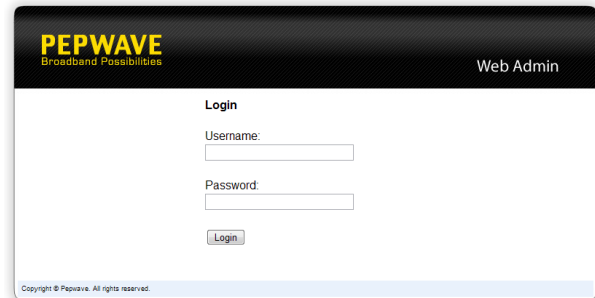 PEPWAVE
Broadband Possibilities
Web Admin
Login
Username:
Password:
Login
Copyright © Pepwave. All rights reserved.